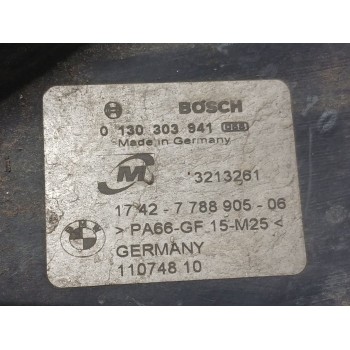 BOSCH
0 130 303 941
Made in Germany
M 3213261
17 42 - 7 788 905 - 06
> PA66-GF 15-M25 <
GERMANY
110748 10